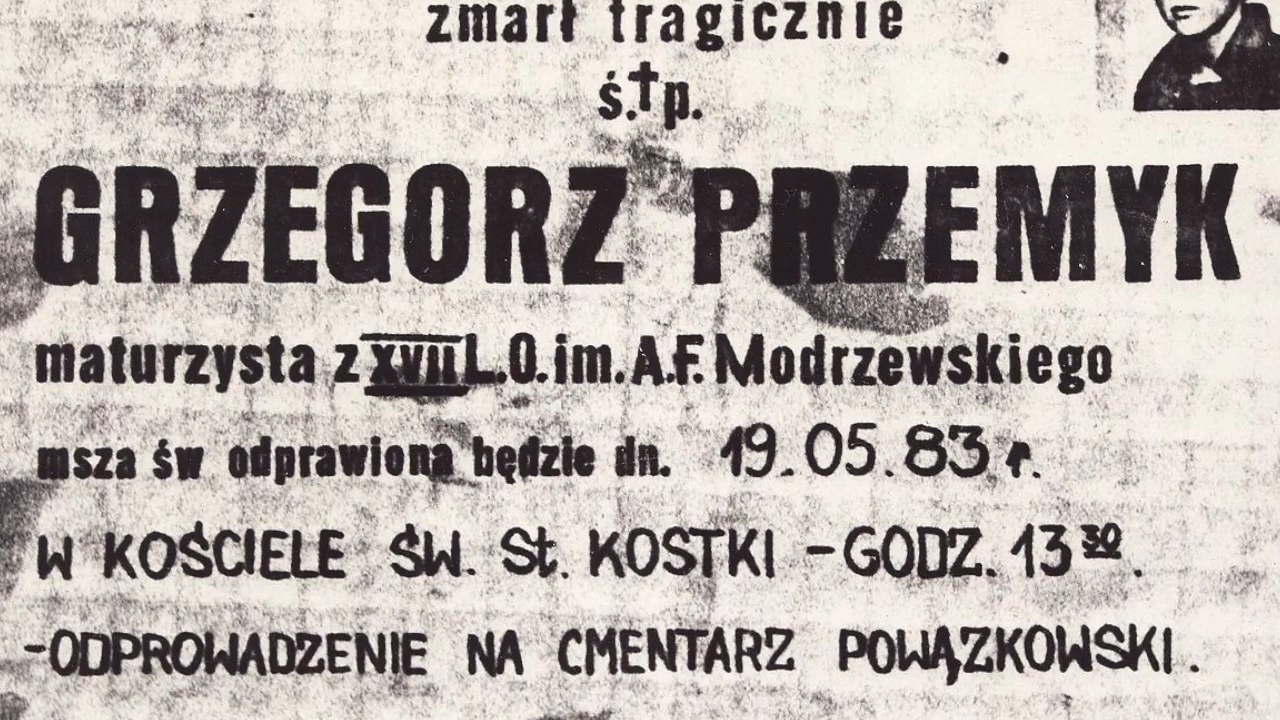 zmarł tragicznie
ś.†p.
GRZEGORZ PRZEMYK
maturzysta z XVII L.O. im. A.F. Modrzewskiego
msza św odprawiona będzie dn. 19.05.83 r.
W KOŚCIELE ŚW. St. KOSTKI - GODZ. 13³⁰.
-ODPROWADZENIE NA CMENTARZ POWĄZKOWSKI.